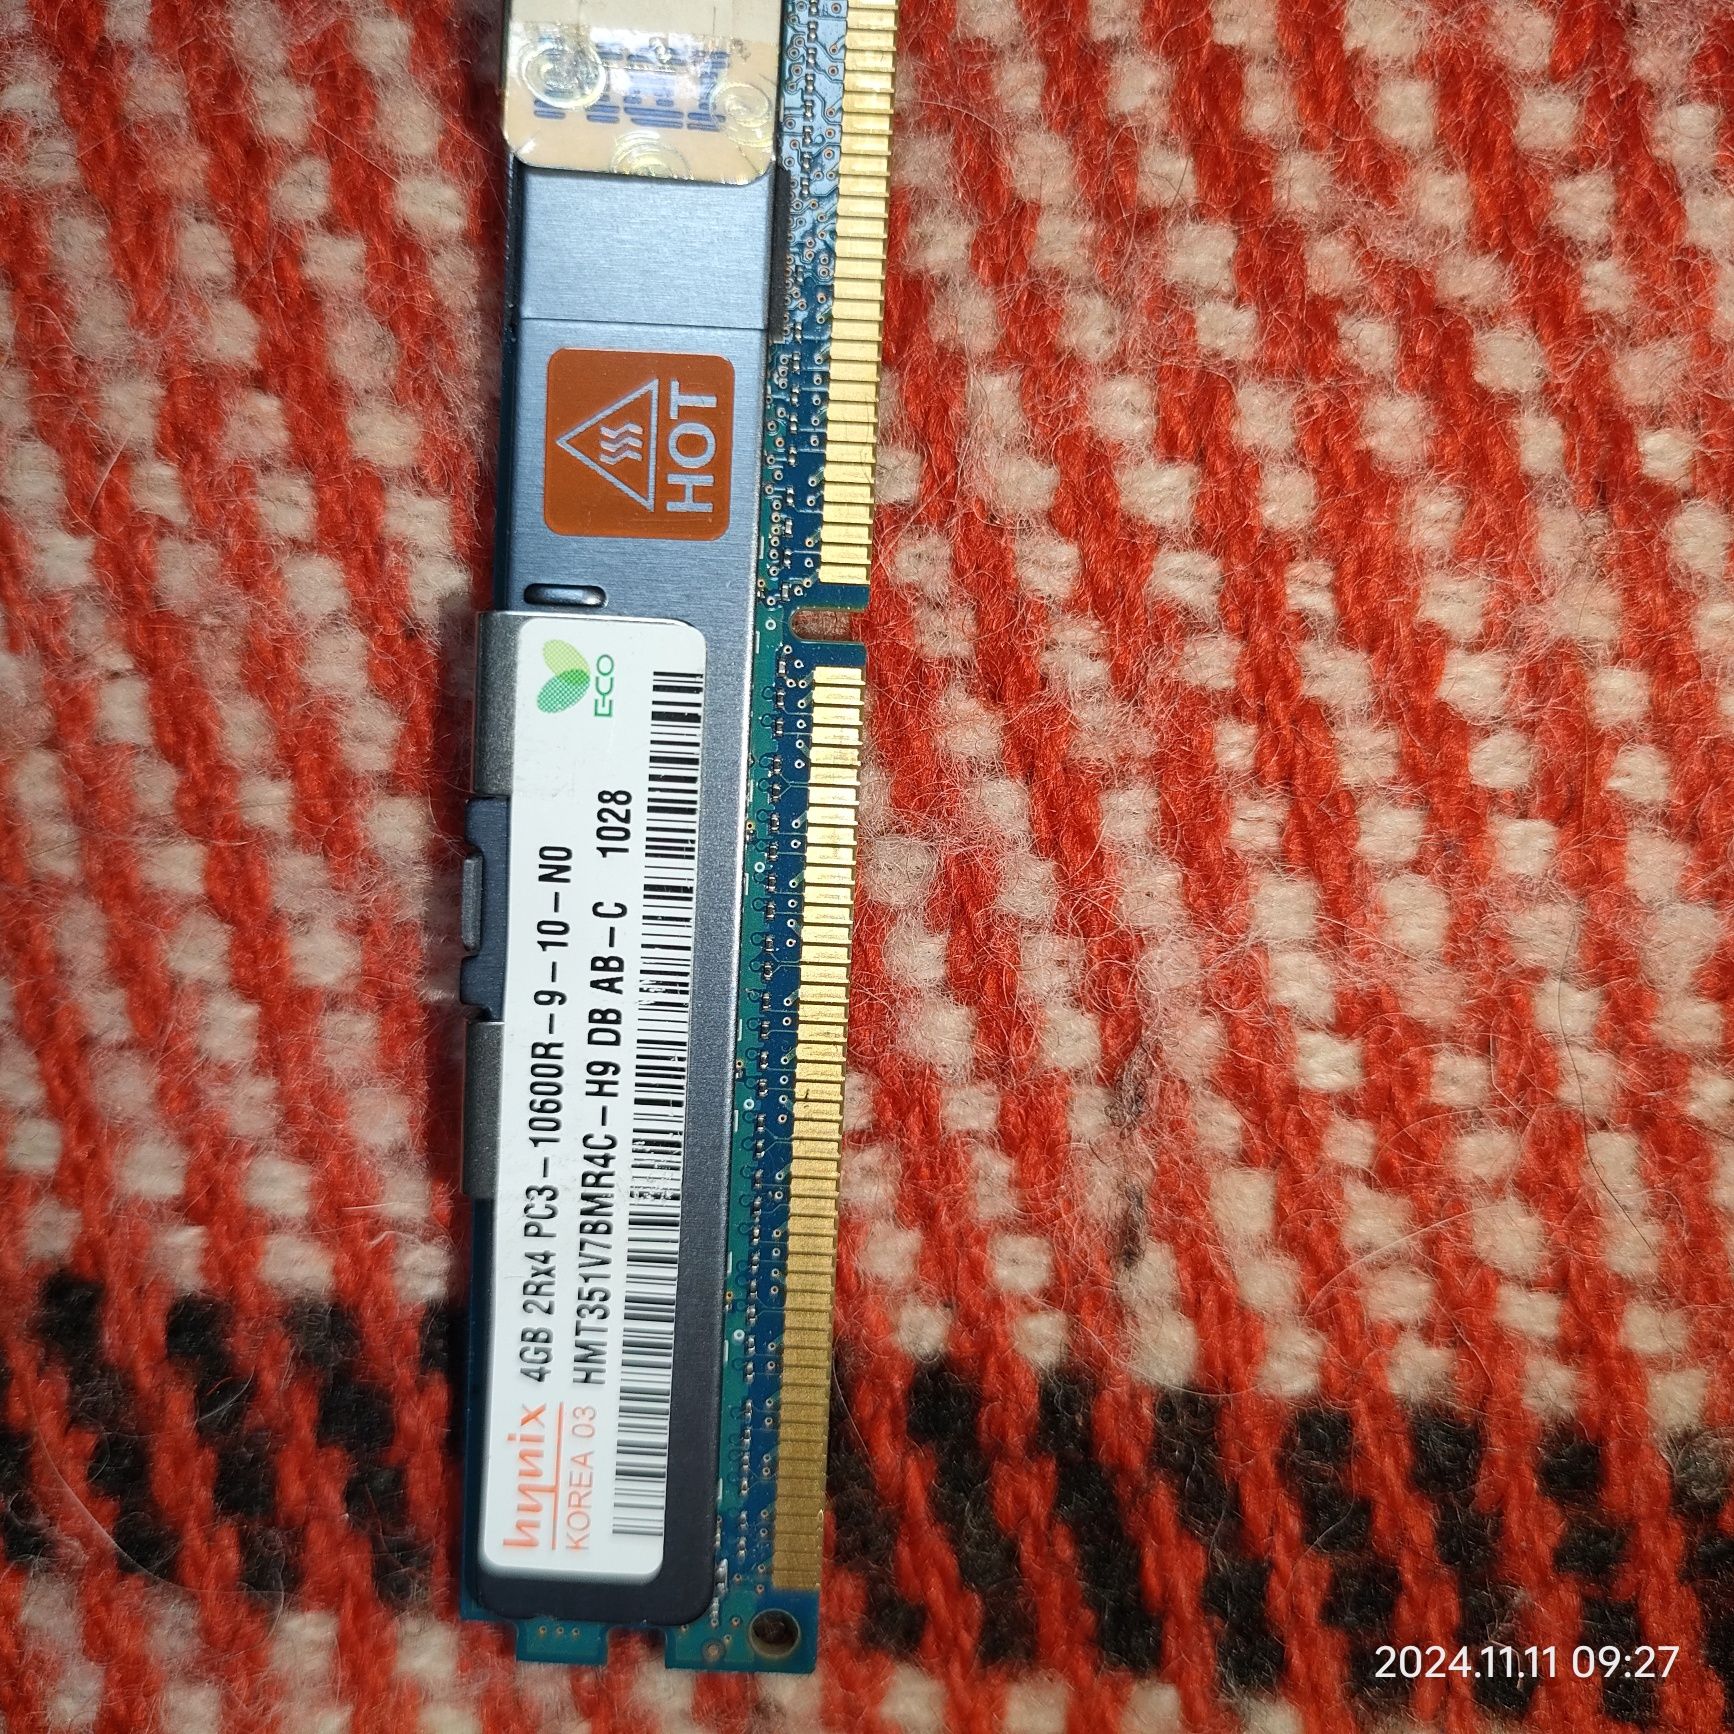 IBM
HOT
ECO
hynix 4GB 2Rx4 PC3-10600R-9-10-N0
KOREA 03 HMT351V7BMR4C-H9 DB AB-C 1028
2024.11.11 09:27